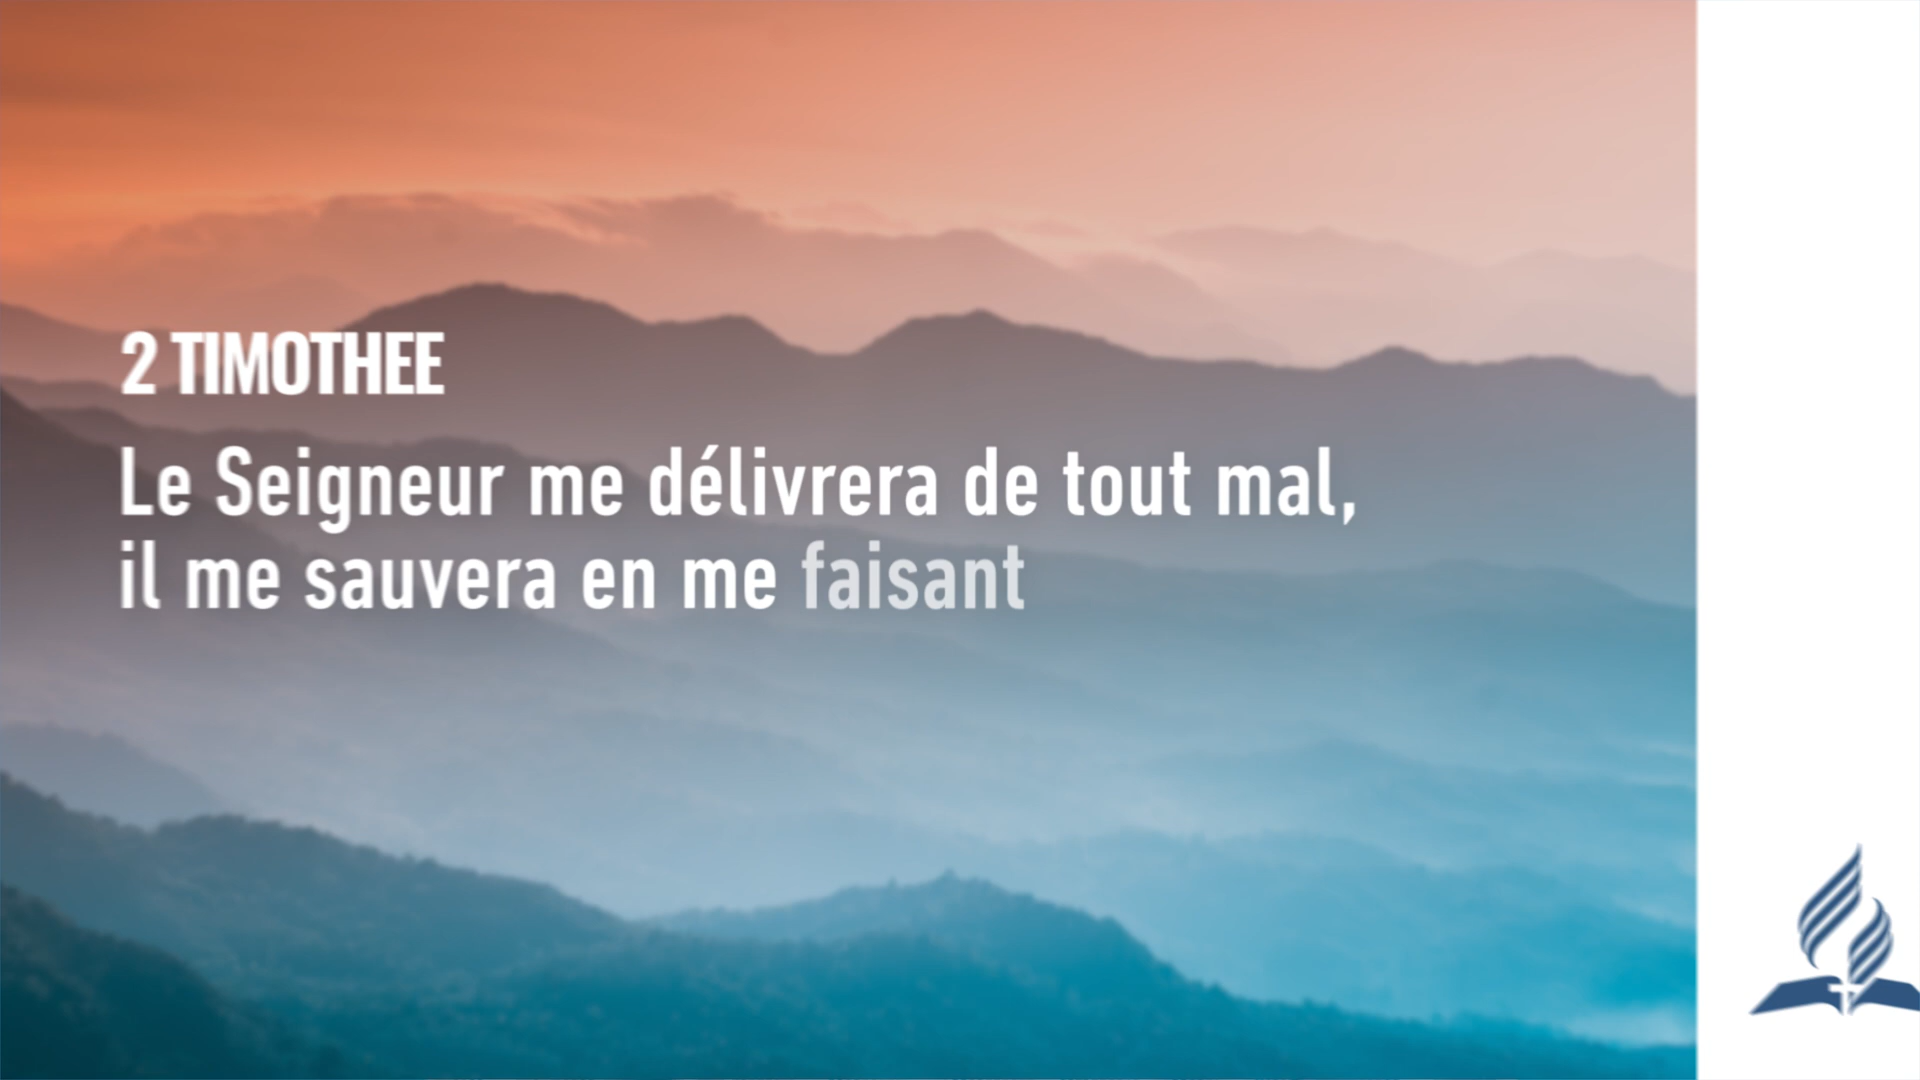 2 TIMOTHEE
Le Seigneur me délivrera de tout mal,
il me sauvera en me faisant